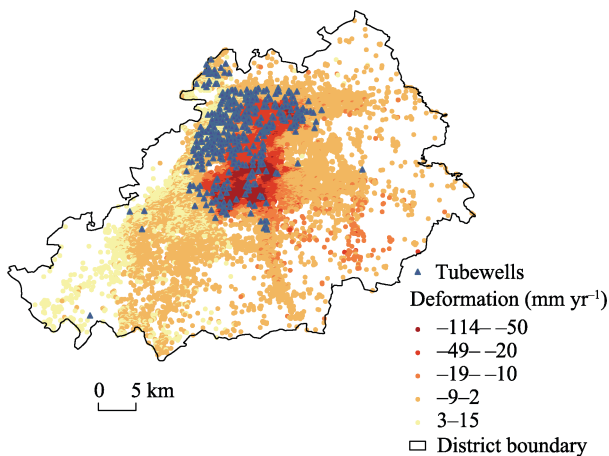 Tubewells
Deformation (mm yr⁻¹)
–114– –50
–49– –20
–19– –10
–9–2
3–15
District boundary
0 5 km